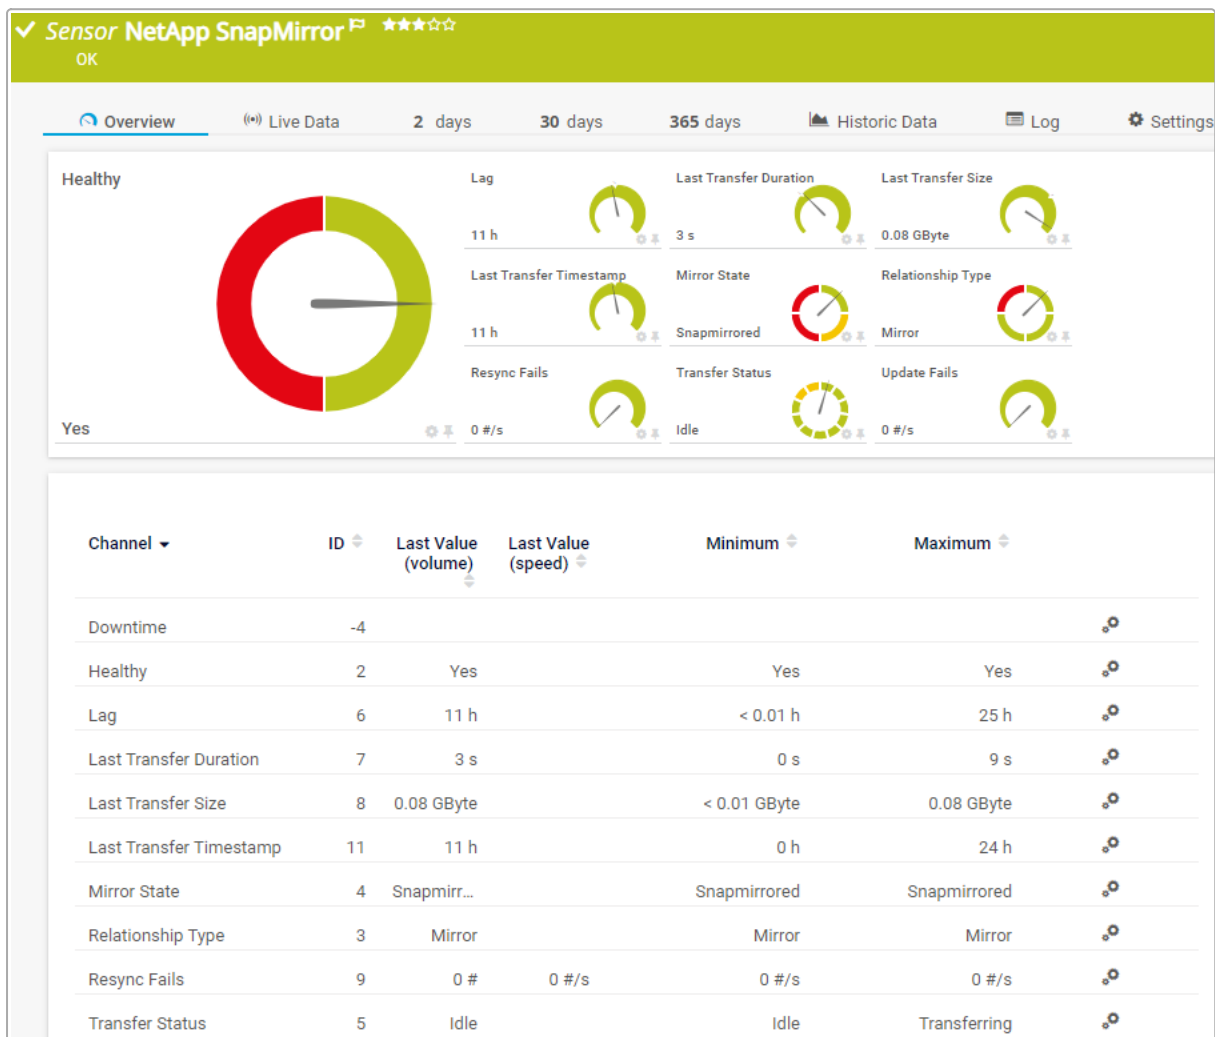 Sensor NetApp SnapMirror
OK
Overview Live Data 2 days 30 days 365 days Historic Data Log Settings
Healthy
Yes
Lag
11 h
Last Transfer Duration
3 s
Last Transfer Size
0.08 GByte
Last Transfer Timestamp
11 h
Mirror State
Snapmirrored
Relationship Type
Mirror
Resync Fails
0 #/s
Transfer Status
Idle
Update Fails
0 #/s
Channel ID Last Value (volume) Last Value (speed) Minimum Maximum
Downtime -4
Healthy 2 Yes Yes Yes
Lag 6 11 h < 0.01 h 25 h
Last Transfer Duration 7 3 s 0 s 9 s
Last Transfer Size 8 0.08 GByte < 0.01 GByte 0.08 GByte
Last Transfer Timestamp 11 11 h 0 h 24 h
Mirror State 4 Snapmirr... Snapmirrored Snapmirrored
Relationship Type 3 Mirror Mirror Mirror
Resync Fails 9 0 # 0 #/s 0 #/s 0 #/s
Transfer Status 5 Idle Idle Transferring